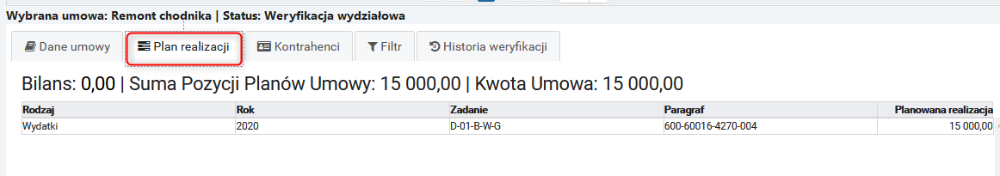 Wybrana umowa: Remont chodnika | Status: Weryfikacja wydziałowa
Dane umowy Plan realizacji Kontrahenci Filtr Historia weryfikacji
Bilans: 0,00 | Suma Pozycji Planów Umowy: 15 000,00 | Kwota Umowa: 15 000,00
Rodzaj Rok Zadanie Paragraf Planowana realizacja
Wydatki 2020 D-01-B-W-G 600-60016-4270-004 15 000,00